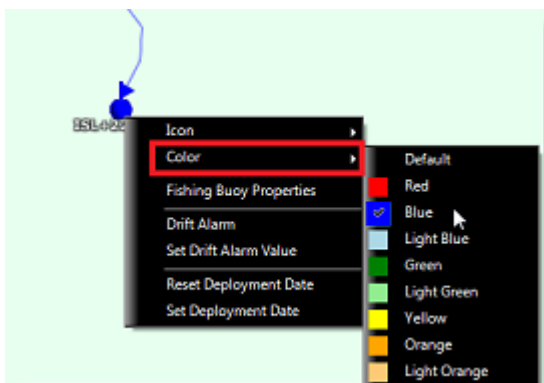 Icon
Color
Fishing Buoy Properties
Drift Alarm
Set Drift Alarm Value
Reset Deployment Date
Set Deployment Date
Default
Red
Blue
Light Blue
Green
Light Green
Yellow
Orange
Light Orange